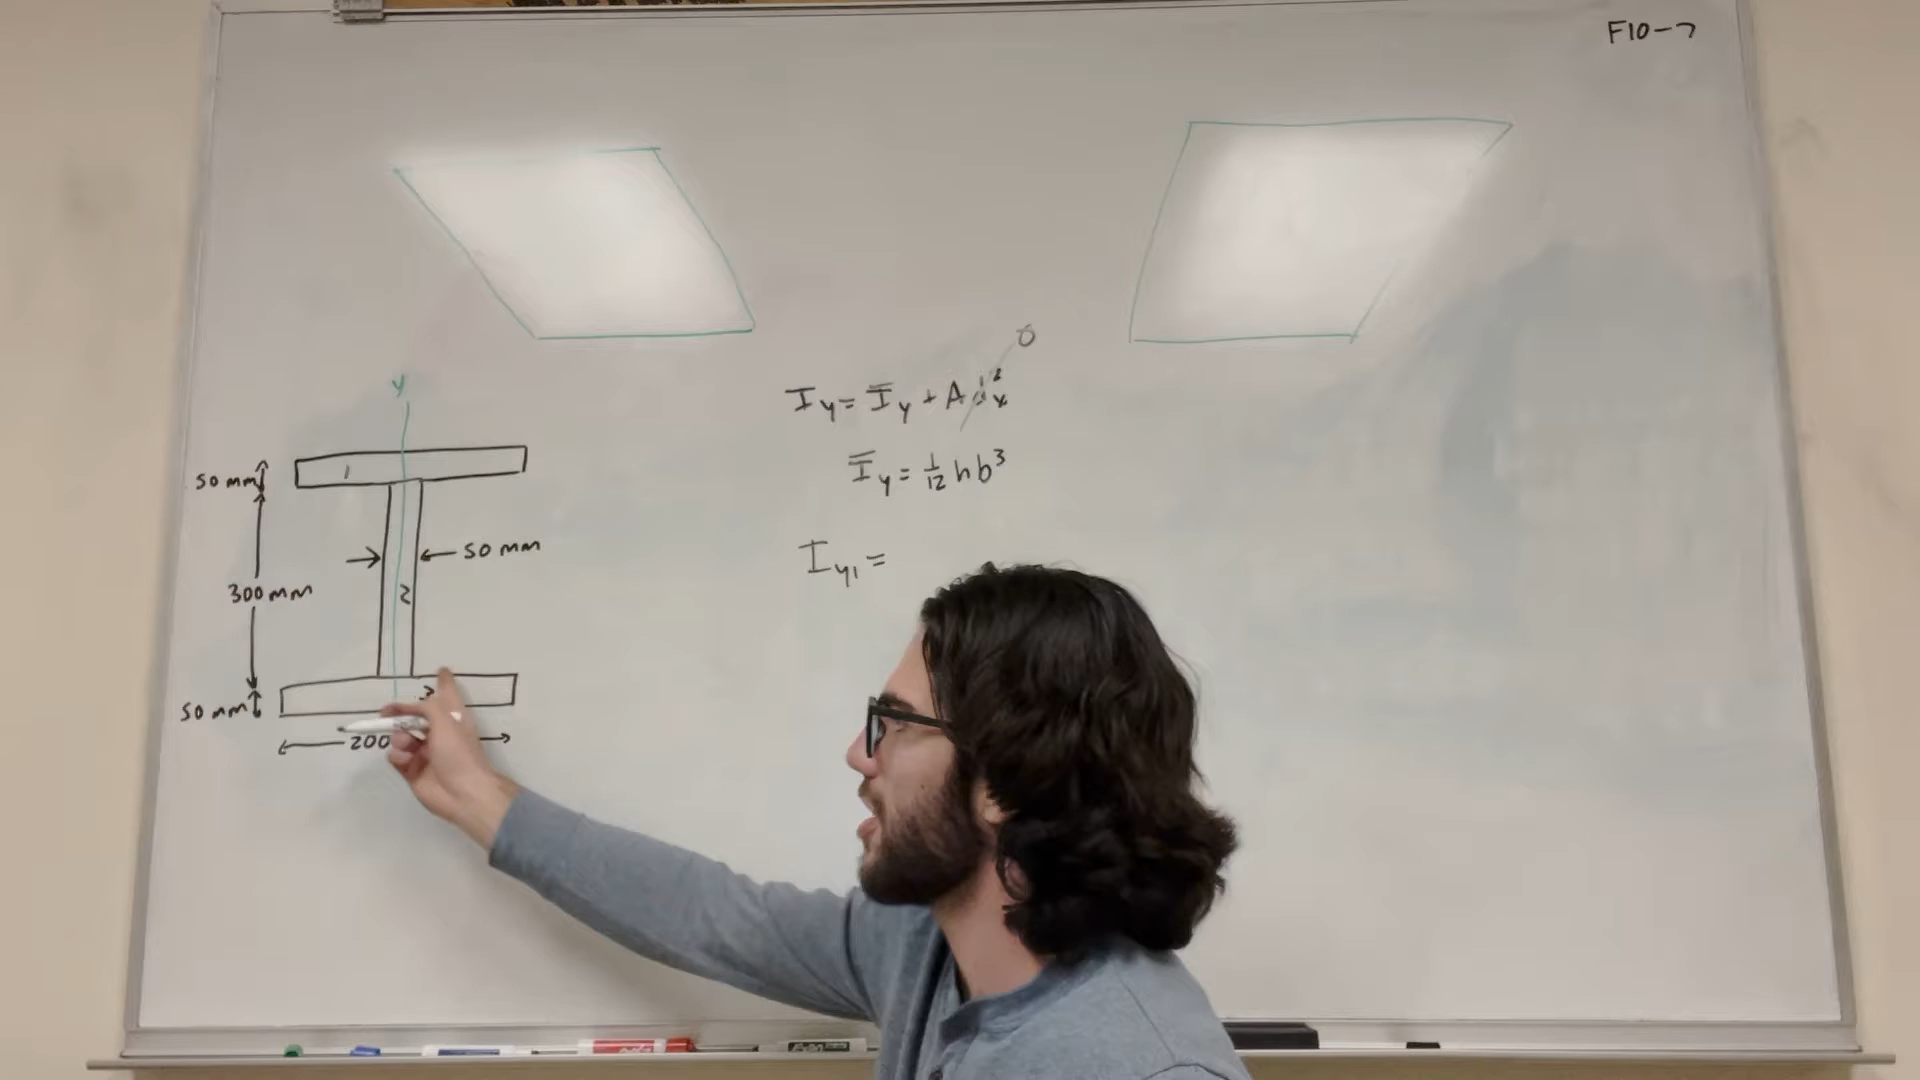 F10-7
y
1
50 mm
50 mm
300 mm
2
50 mm
200
0
Iy = Īy + Adx²
Īy = 1/12 hb³
Iy1 =